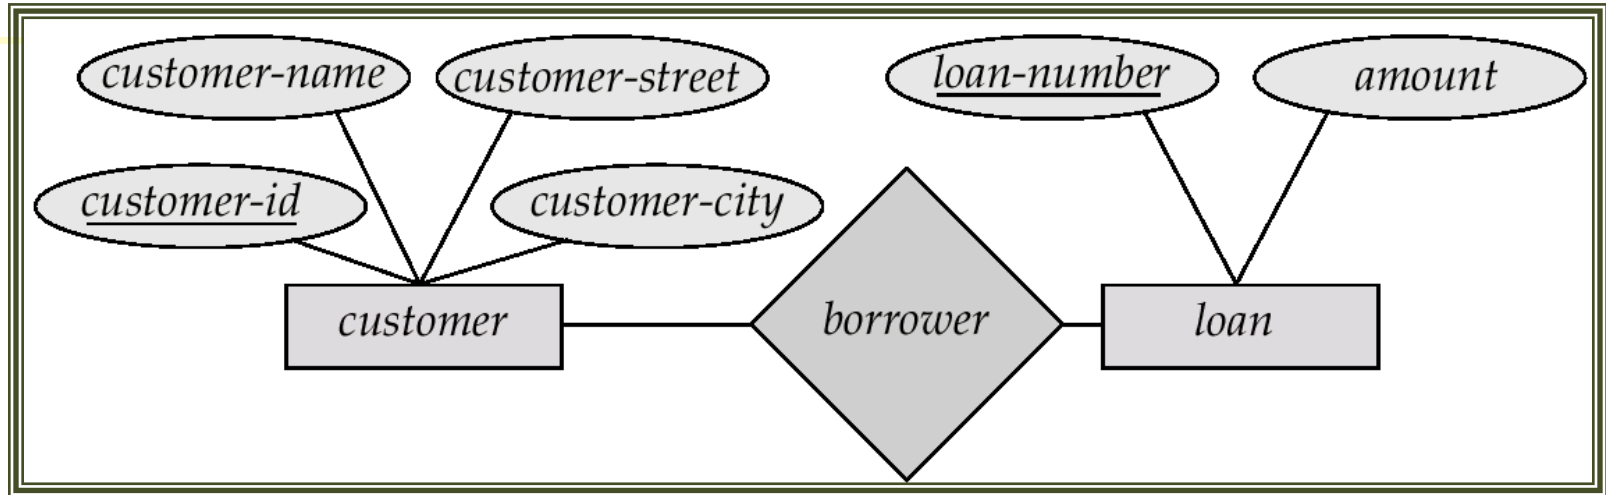 customer-name customer-street loan-number amount
customer-id customer-city
customer borrower loan